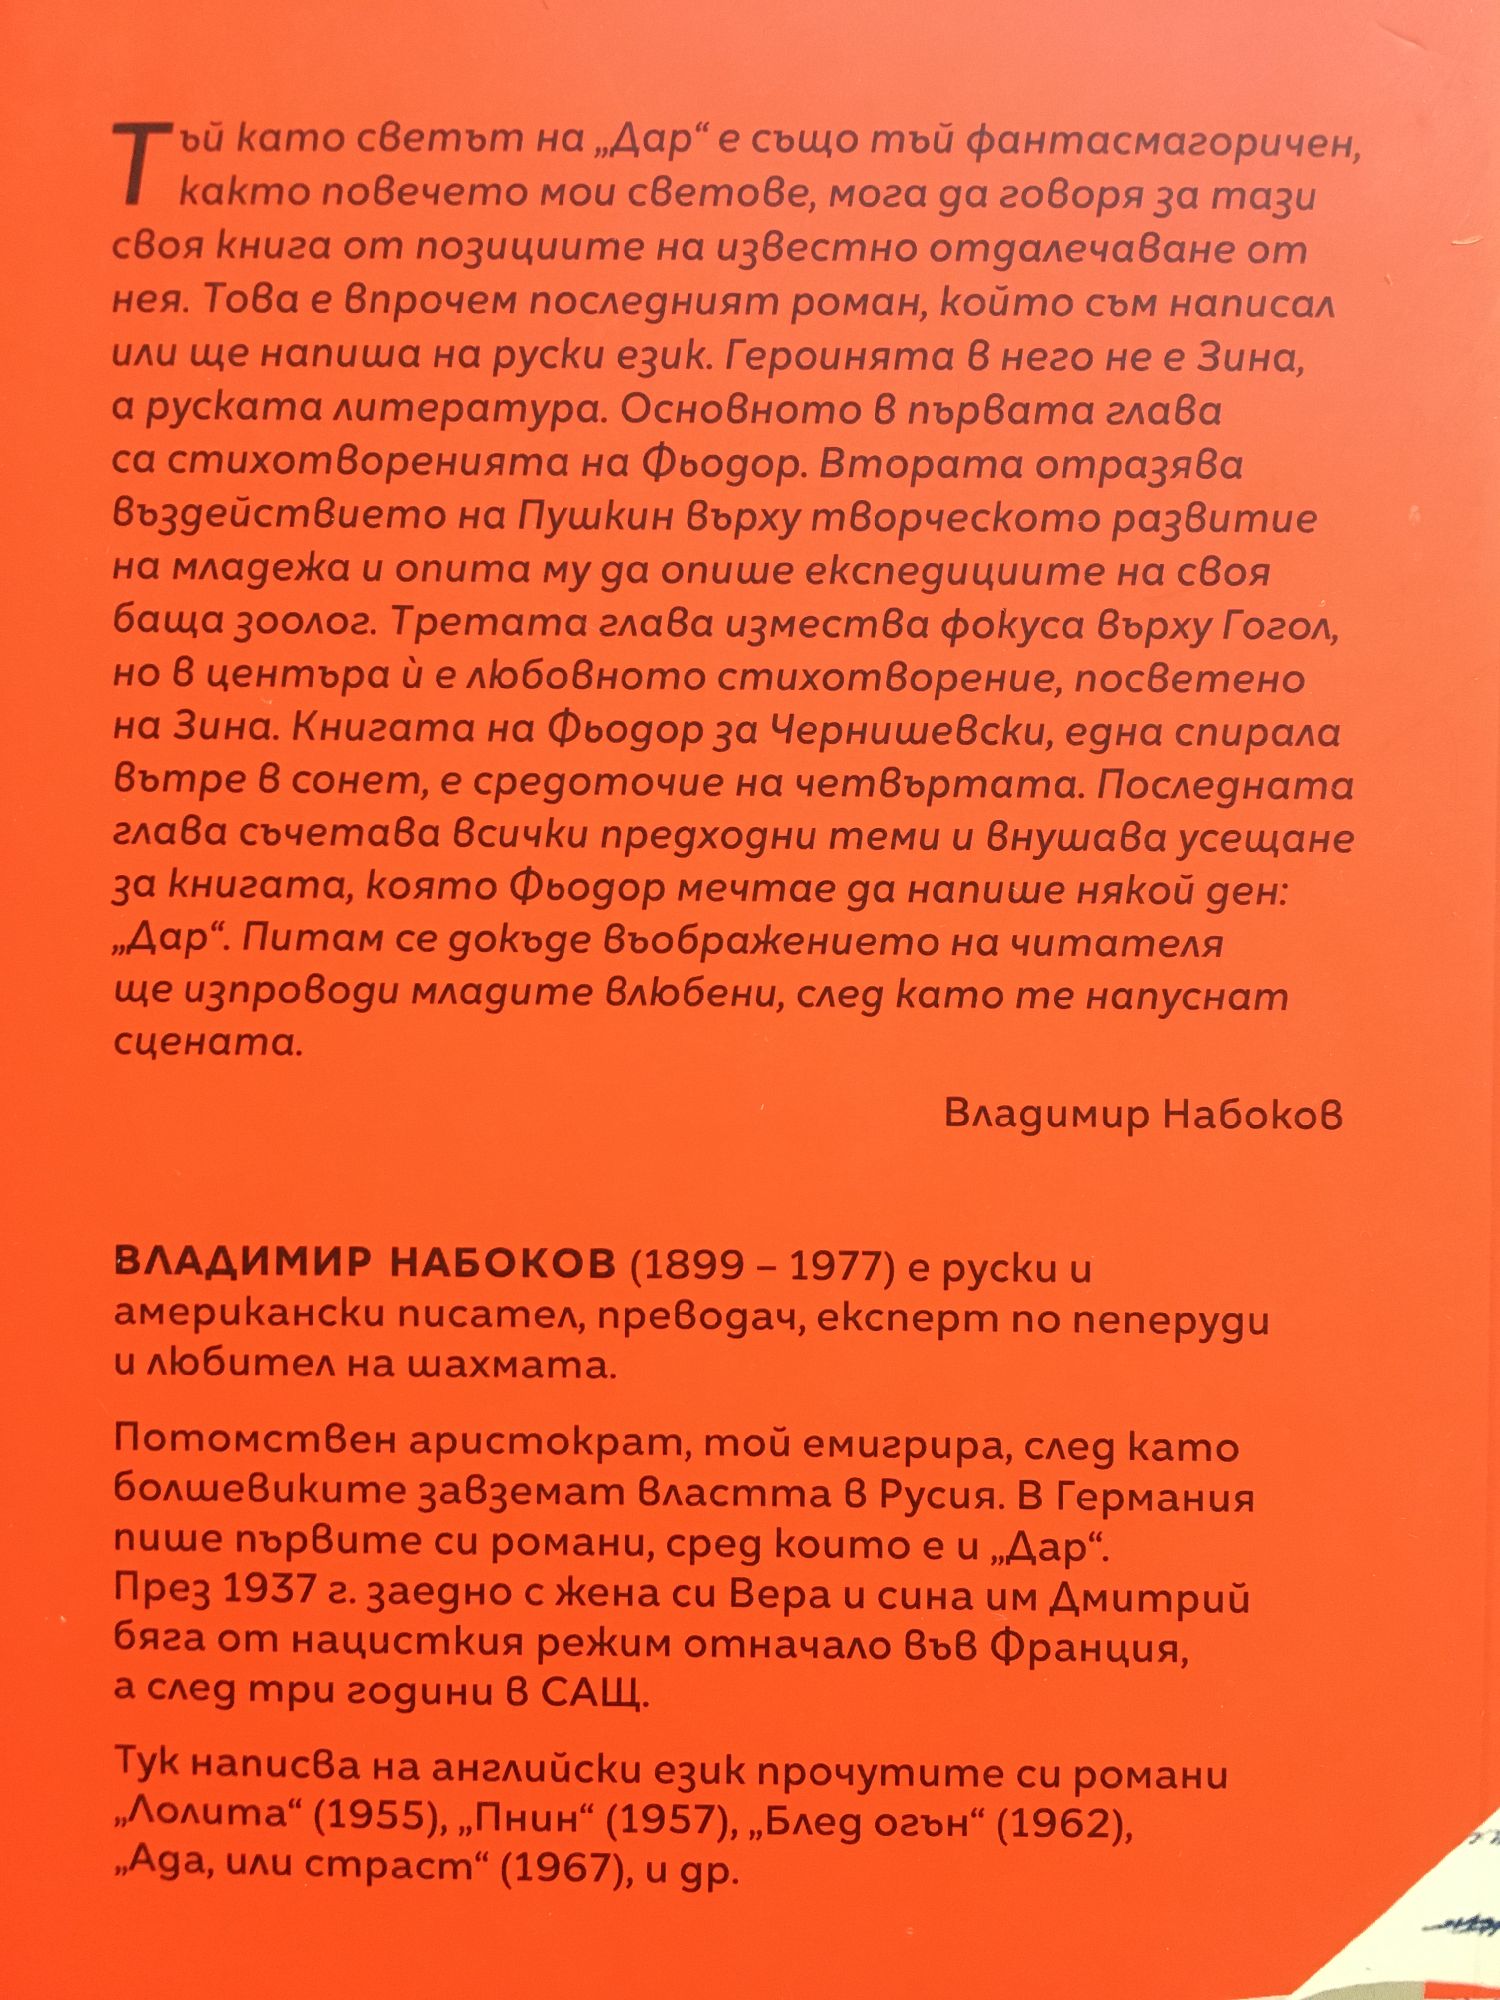 Тъй като светът на „Дар“ е също тъй фантасмагоричен,
както повечето мои светове, мога да говоря за тази
своя книга от позициите на известно отдалечаване от
нея. Това е впрочем последният роман, който съм написал
или ще напиша на руски език. Героинята в него не е Зина,
а руската литература. Основното в първата глава
са стихотворенията на Фьодор. Втората отразява
въздействието на Пушкин върху творческото развитие
на младежа и опита му да опише експедициите на своя
баща зоолог. Третата глава измества фокуса върху Гогол,
но в центъра ѝ е любовното стихотворение, посветено
на Зина. Книгата на Фьодор за Чернишевски, една спирала
вътре в сонет, е средоточие на четвъртата. Последната
глава съчетава всички предходни теми и внушава усещане
за книгата, която Фьодор мечтае да напише някой ден:
„Дар“. Питам се докъде въображението на читателя
ще изпроводи младите влюбени, след като те напуснат
сцената.
Владимир Набоков
ВЛАДИМИР НАБОКОВ (1899 – 1977) е руски и
американски писател, преводач, експерт по пеперуди
и любител на шахмата.
Потомствен аристократ, той емигрира, след като
болшевиките завземат властта в Русия. В Германия
пише първите си романи, сред които е и „Дар“.
През 1937 г. заедно с жена си Вера и сина им Дмитрий
бяга от нацисткия режим отначало във Франция,
а след три години в САЩ.
Тук написва на английски език прочутите си романи
„Лолита“ (1955), „Пнин“ (1957), „Блед огън“ (1962),
„Ада, или страст“ (1967), и др.